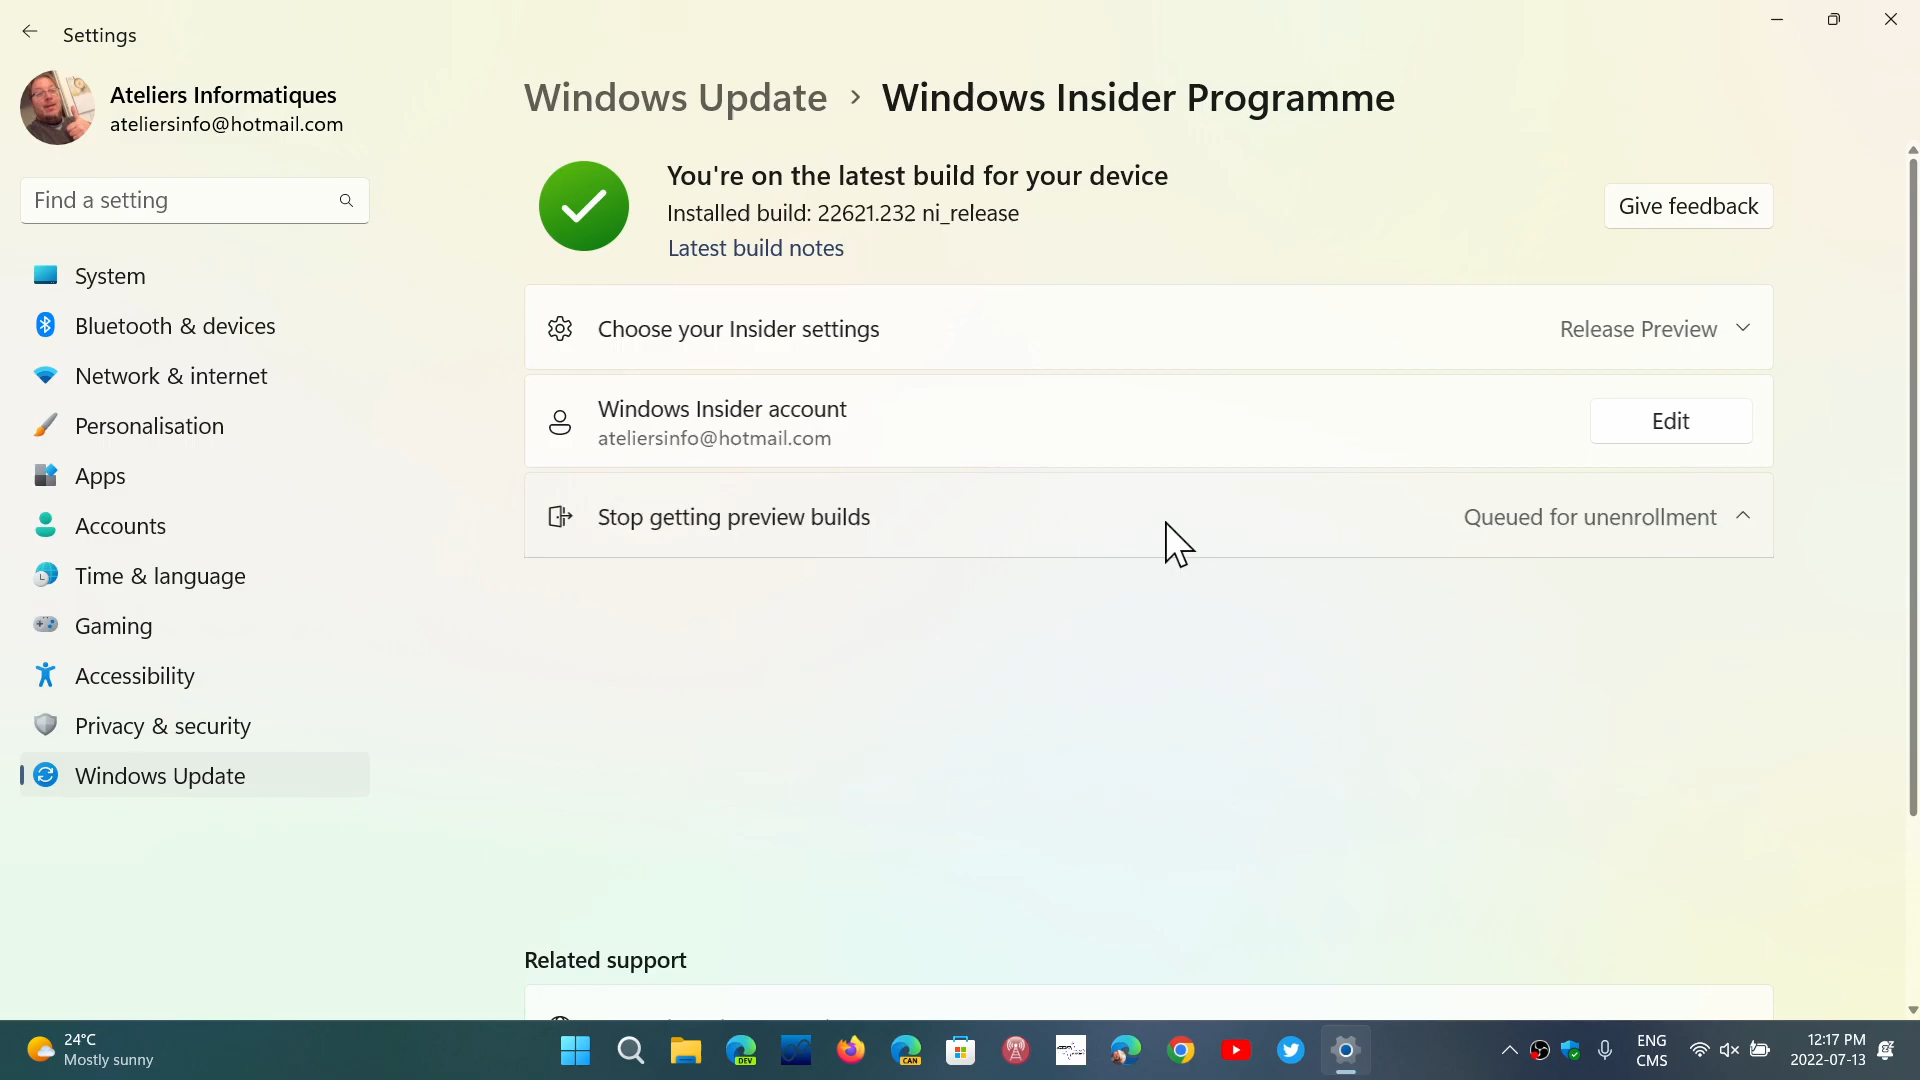 Settings
Ateliers Informatiques
ateliersinfo@hotmail.com
Find a setting
System
Bluetooth & devices
Network & internet
Personalisation
Apps
Accounts
Time & language
Gaming
Accessibility
Privacy & security
Windows Update
Windows Update › Windows Insider Programme
You're on the latest build for your device
Installed build: 22621.232 ni_release
Latest build notes
Give feedback
Choose your Insider settings
Release Preview
Windows Insider account
ateliersinfo@hotmail.com
Edit
Stop getting preview builds
Queued for unenrollment
Related support
24°C
Mostly sunny
DEV
CAN
ENG
CMS
12:17 PM
2022-07-13